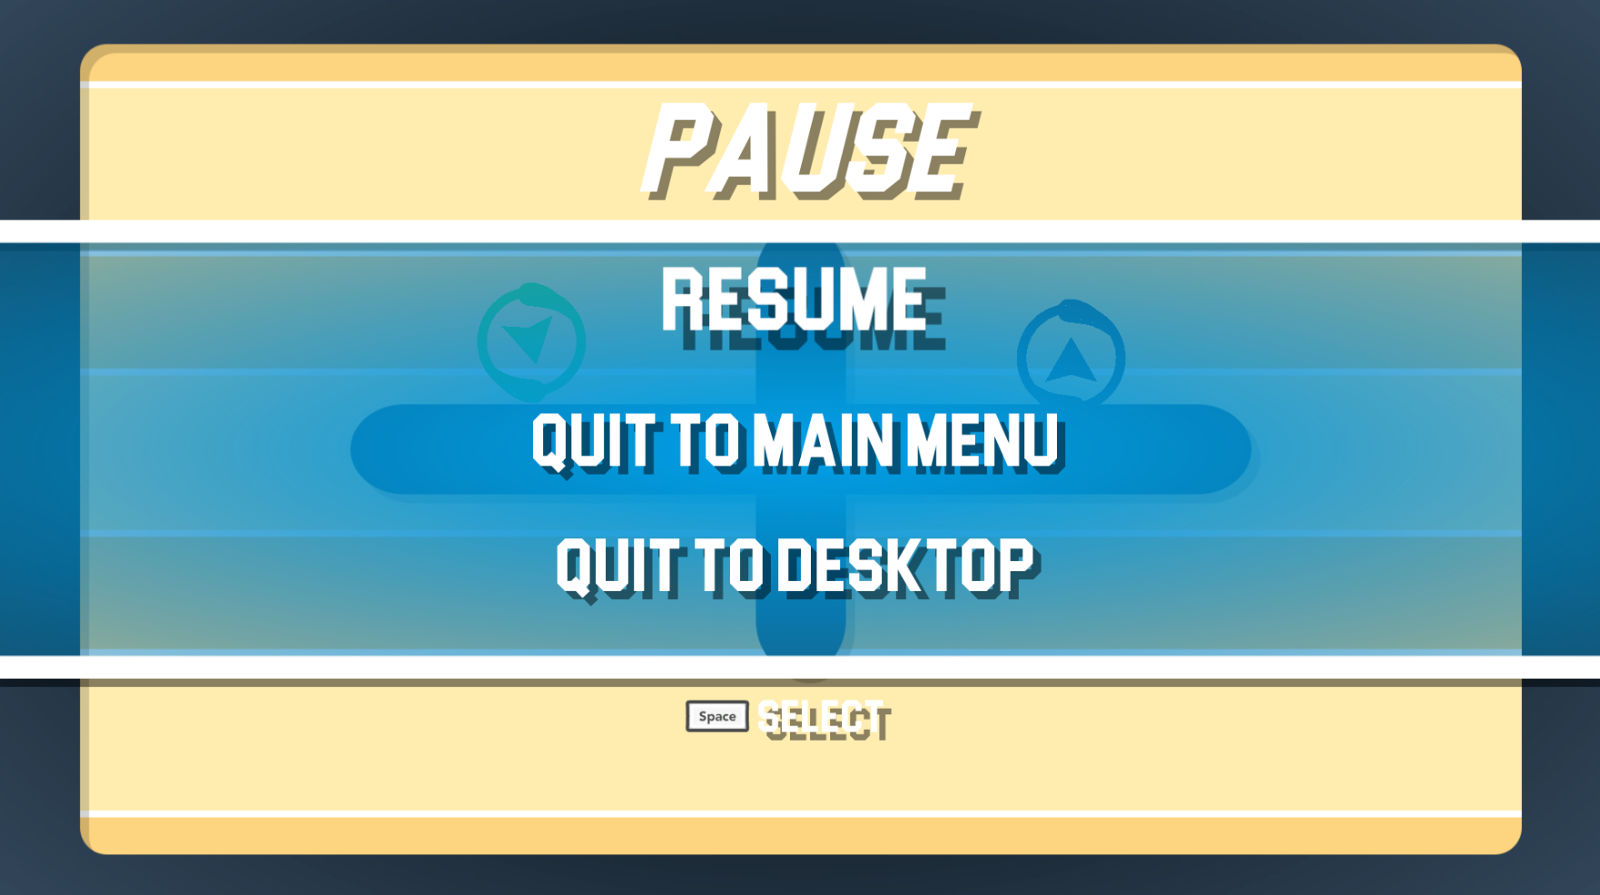 PAUSE
RESUME
QUIT TO MAIN MENU
QUIT TO DESKTOP
Space SELECT